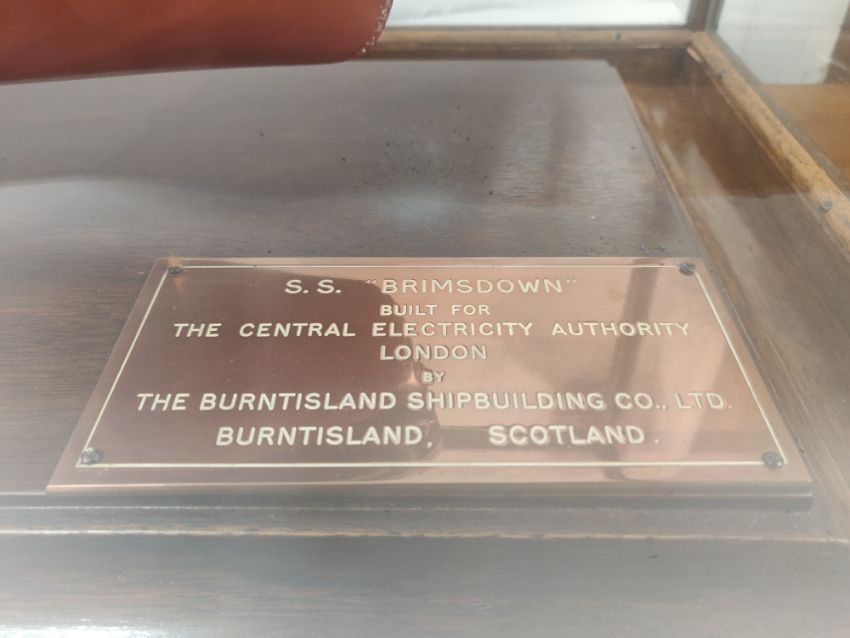 S. S. "BRIMSDOWN"
BUILT FOR
THE CENTRAL ELECTRICITY AUTHORITY
LONDON
BY
THE BURNTISLAND SHIPBUILDING CO., LTD.
BURNTISLAND, SCOTLAND.